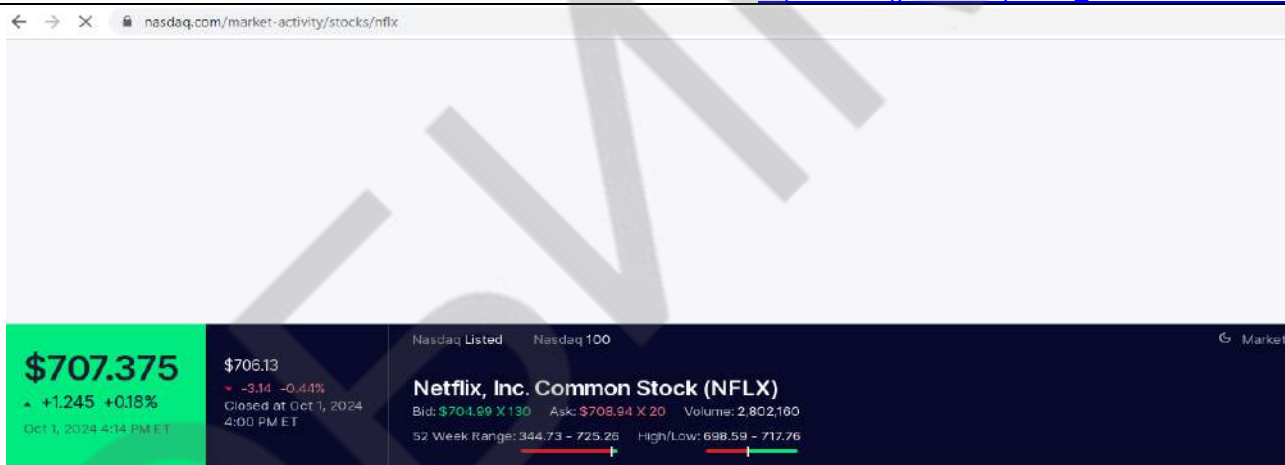 nasdaq.com/market-activity/stocks/nflx
Nasdaq Listed Nasdaq 100
Market
$707.375
▲ +1.245 +0.18%
Oct 1, 2024 4:14 PM ET
$706.13
▼ -3.14 -0.44%
Closed at Oct 1, 2024
4:00 PM ET
Netflix, Inc. Common Stock (NFLX)
Bid: $704.99 X 130 Ask: $708.94 X 20 Volume: 2,802,160
52 Week Range: 344.73 - 725.26 High/Low: 698.59 - 717.76